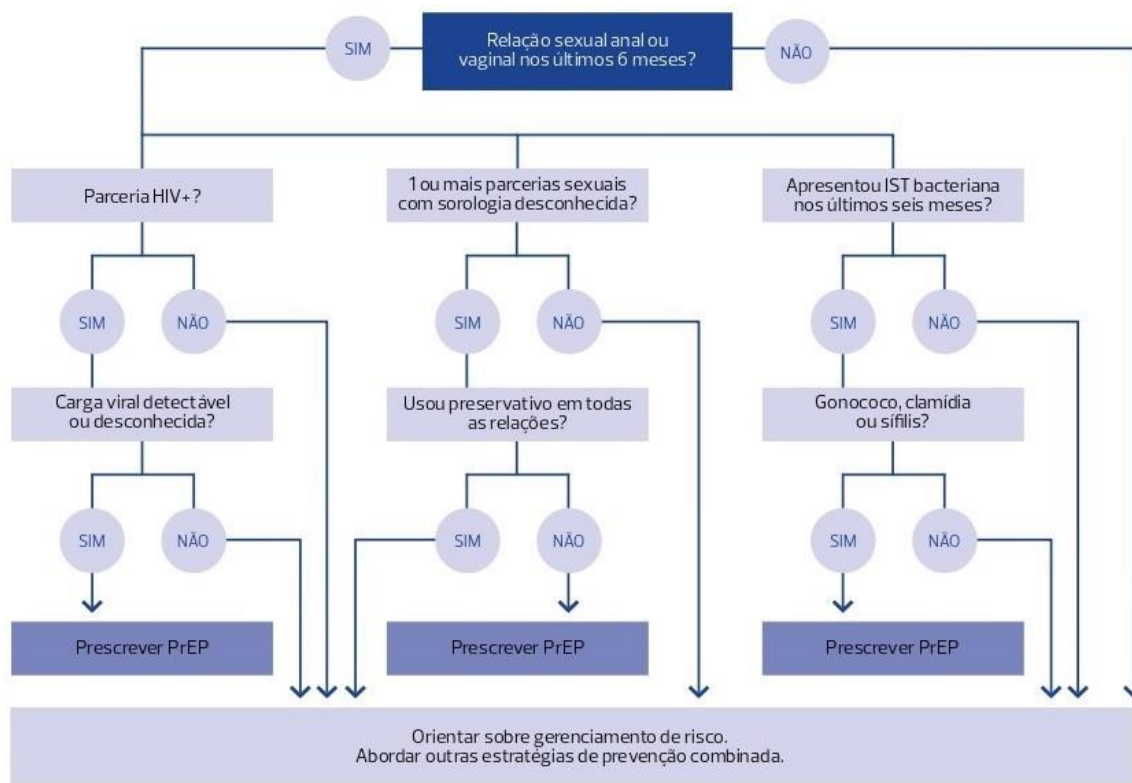 SIM
Relação sexual anal ou
vaginal nos últimos 6 meses?
NÃO
Parceria HIV+?
1 ou mais parcerias sexuais
com sorologia desconhecida?
Apresentou IST bacteriana
nos últimos seis meses?
SIM
NÃO
SIM
NÃO
SIM
NÃO
Carga viral detectável
ou desconhecida?
Usou preservativo em todas
as relações?
Gonococo, clamídia
ou sífilis?
SIM
NÃO
SIM
NÃO
SIM
NÃO
Prescrever PrEP
Prescrever PrEP
Prescrever PrEP
Orientar sobre gerenciamento de risco.
Abordar outras estratégias de prevenção combinada.